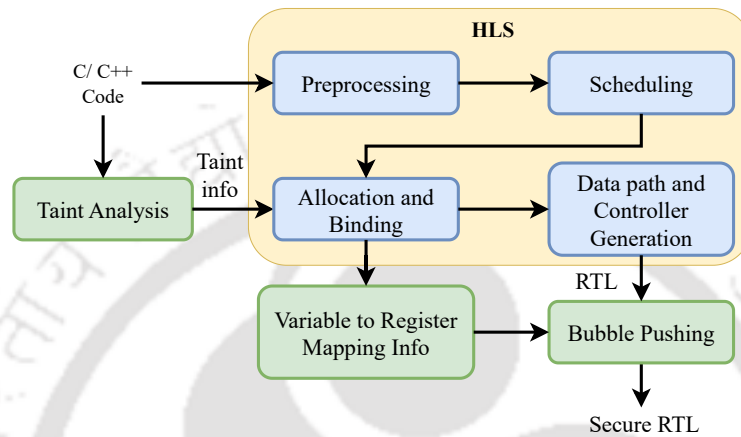 HLS
C/ C++
Code
Preprocessing
Scheduling
Taint
info
Taint Analysis
Allocation and
Binding
Data path and
Controller
Generation
RTL
Variable to Register
Mapping Info
Bubble Pushing
Secure RTL